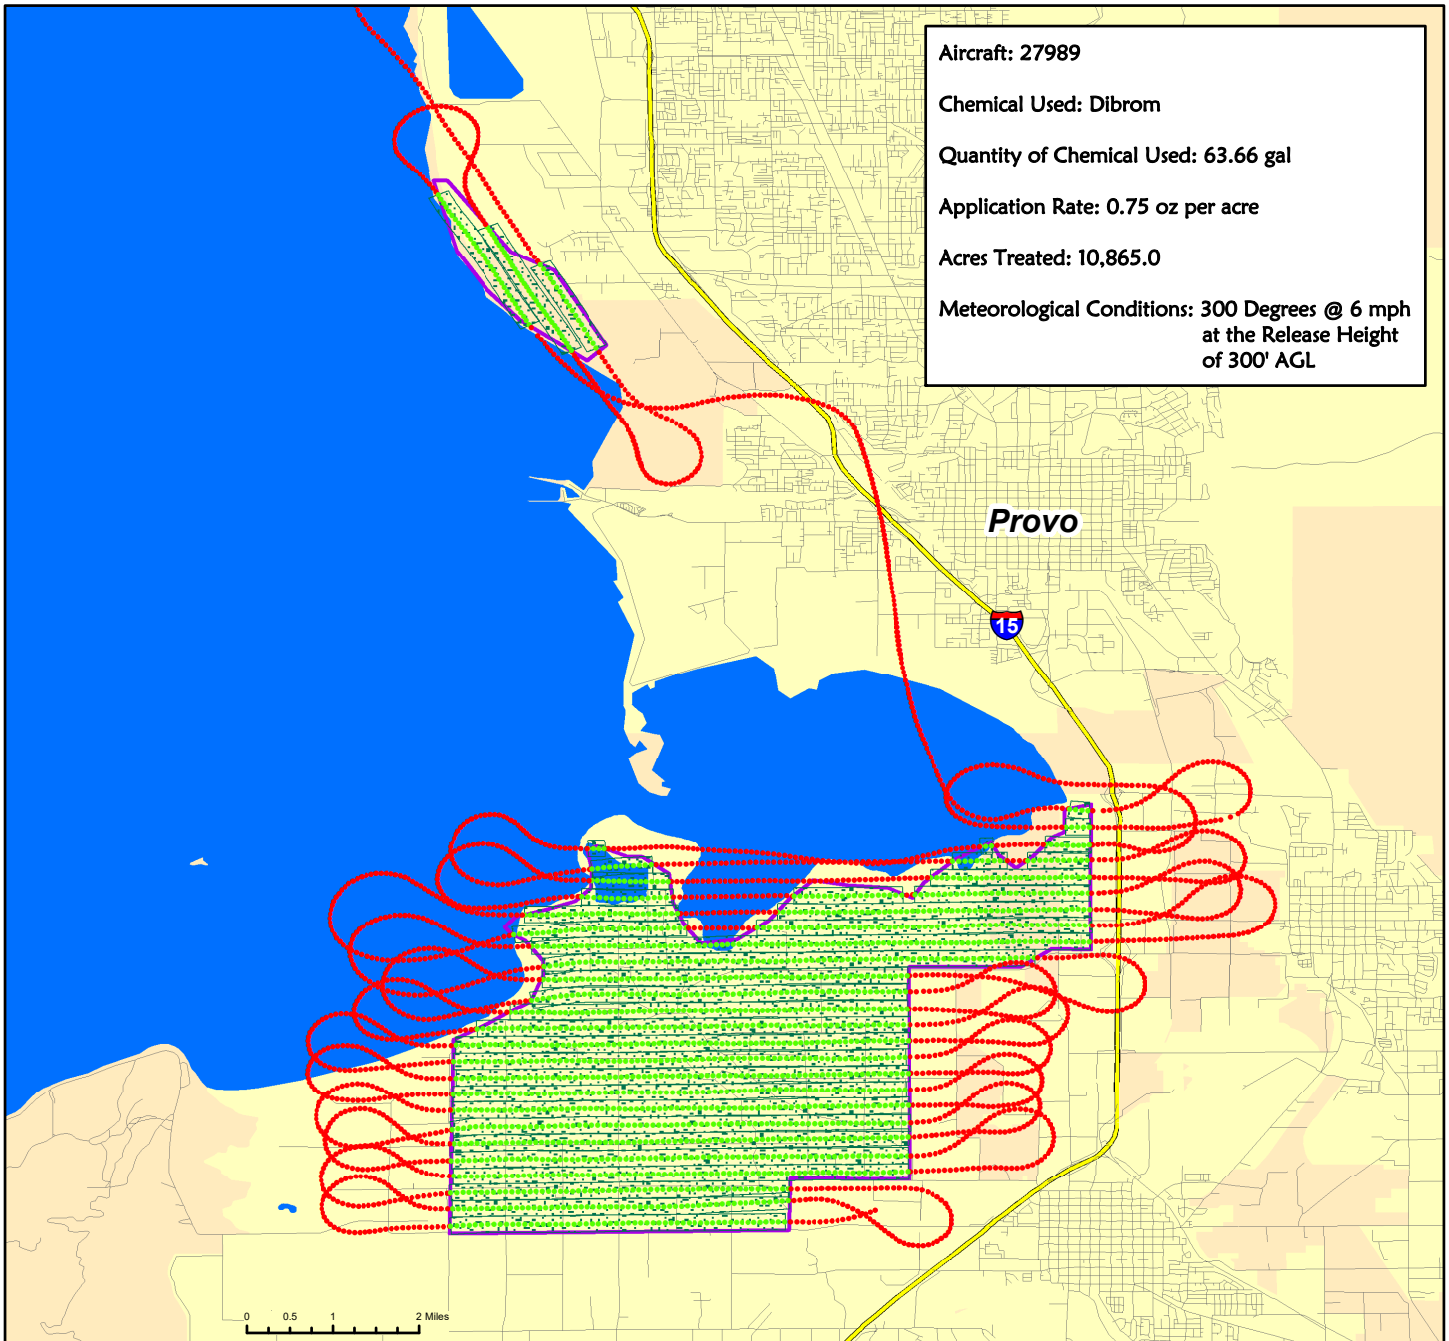 Aircraft: 27989
Chemical Used: Dibrom
Quantity of Chemical Used: 63.66 gal
Application Rate: 0.75 oz per acre
Acres Treated: 10,865.0
Meteorological Conditions: 300 Degrees @ 6 mph
at the Release Height
of 300' AGL
Provo
15
0 0.5 1 2 Miles